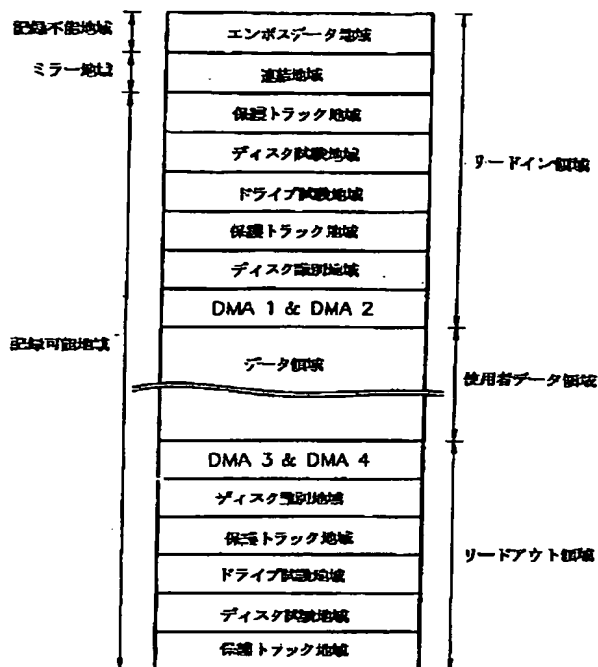 記録不能地域
ミラー地域
記録可能地域
エンボスデータ地域
連結地域
保護トラック地域
ディスク試験地域
ドライブ試験地域
保護トラック地域
ディスク識別地域
DMA 1 & DMA 2
データ領域
DMA 3 & DMA 4
ディスク識別地域
保護トラック地域
ドライブ試験地域
ディスク試験地域
保護トラック地域
リードイン領域
使用者データ領域
リードアウト領域